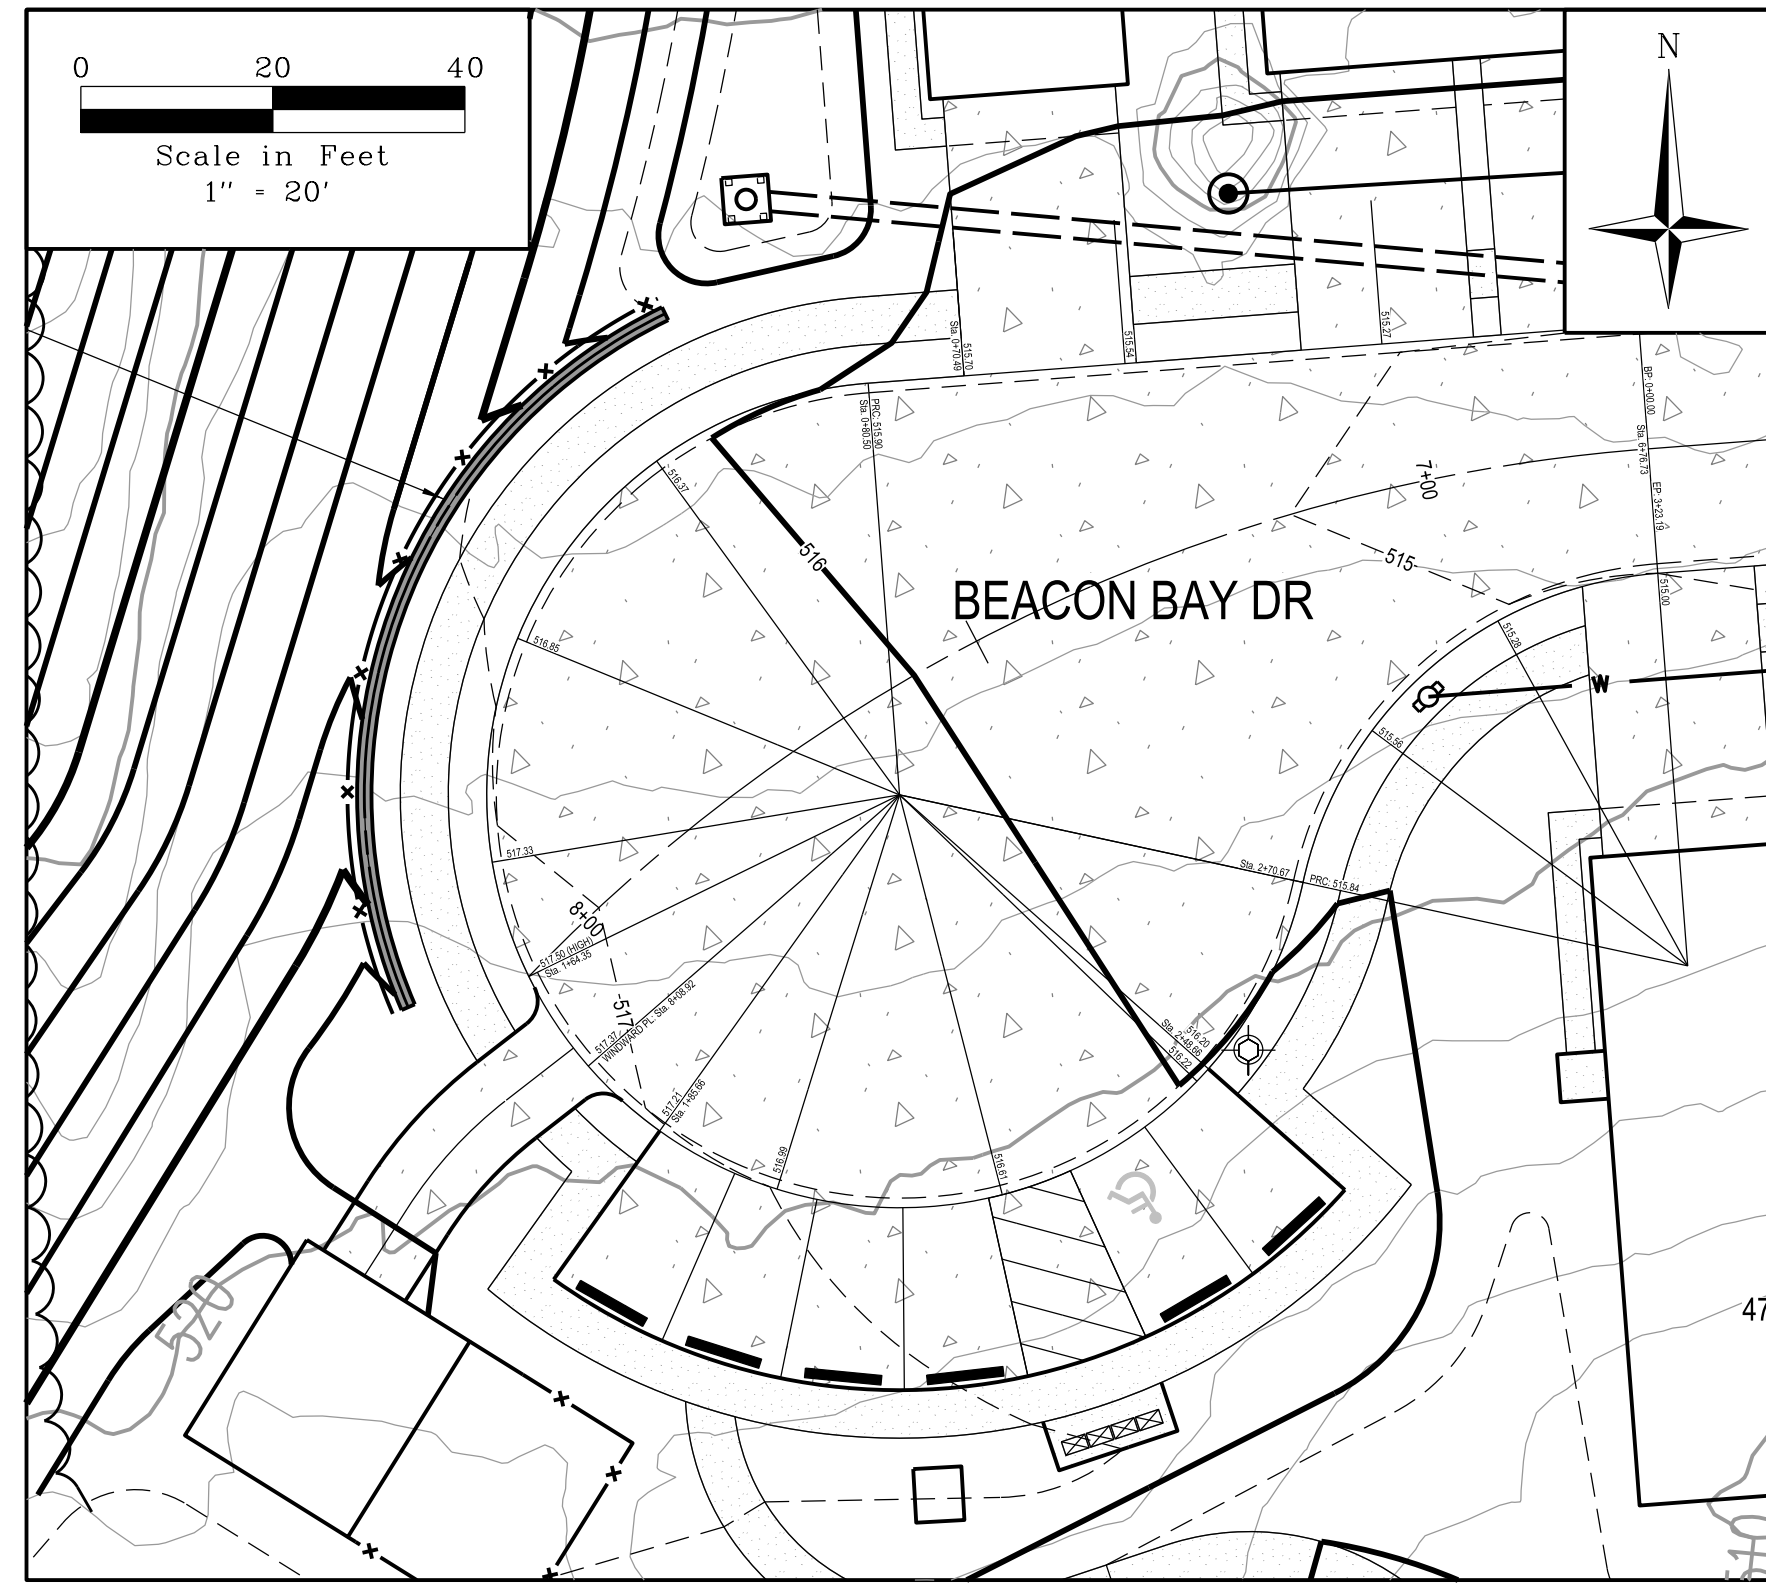 0 20 40
Scale in Feet
1" = 20'
N
515.70
Sta. 0+70.49
515.54
515.27
PRC: 515.90
Sta. 0+80.50
BP: 0+00.00
Sta. 6+76.73
EP: 3+23.19
515.00
516.37
7+00
516
515
BEACON BAY DR
516.85
515.28
W
515.56
517.33
Sta. 2+70.67
PRC: 515.84
8+00
517.50 (HIGH)
Sta. 1+64.35
517
517.37
WINDWARD PL: Sta. 8+08.92
516.20
Sta. 2+48.66
516.22
517.21
Sta. 1+85.66
516.99
516.61
520
47
510